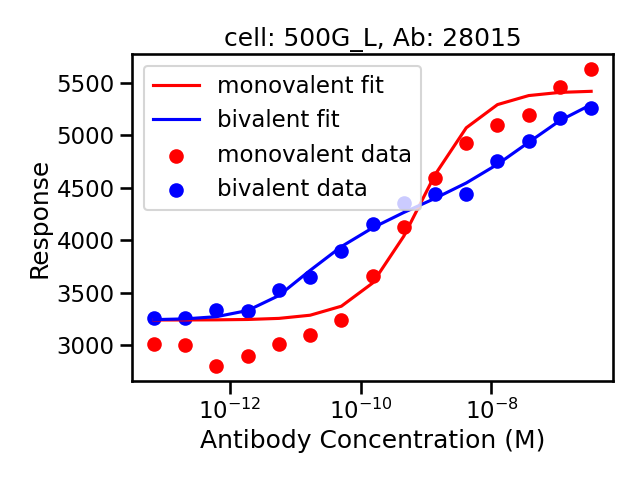 cell: 500G_L, Ab: 28015
monovalent fit
bivalent fit
monovalent data
bivalent data
5500
5000
4500
4000
3500
3000
Response
10⁻¹² 10⁻¹⁰ 10⁻⁸
Antibody Concentration (M)